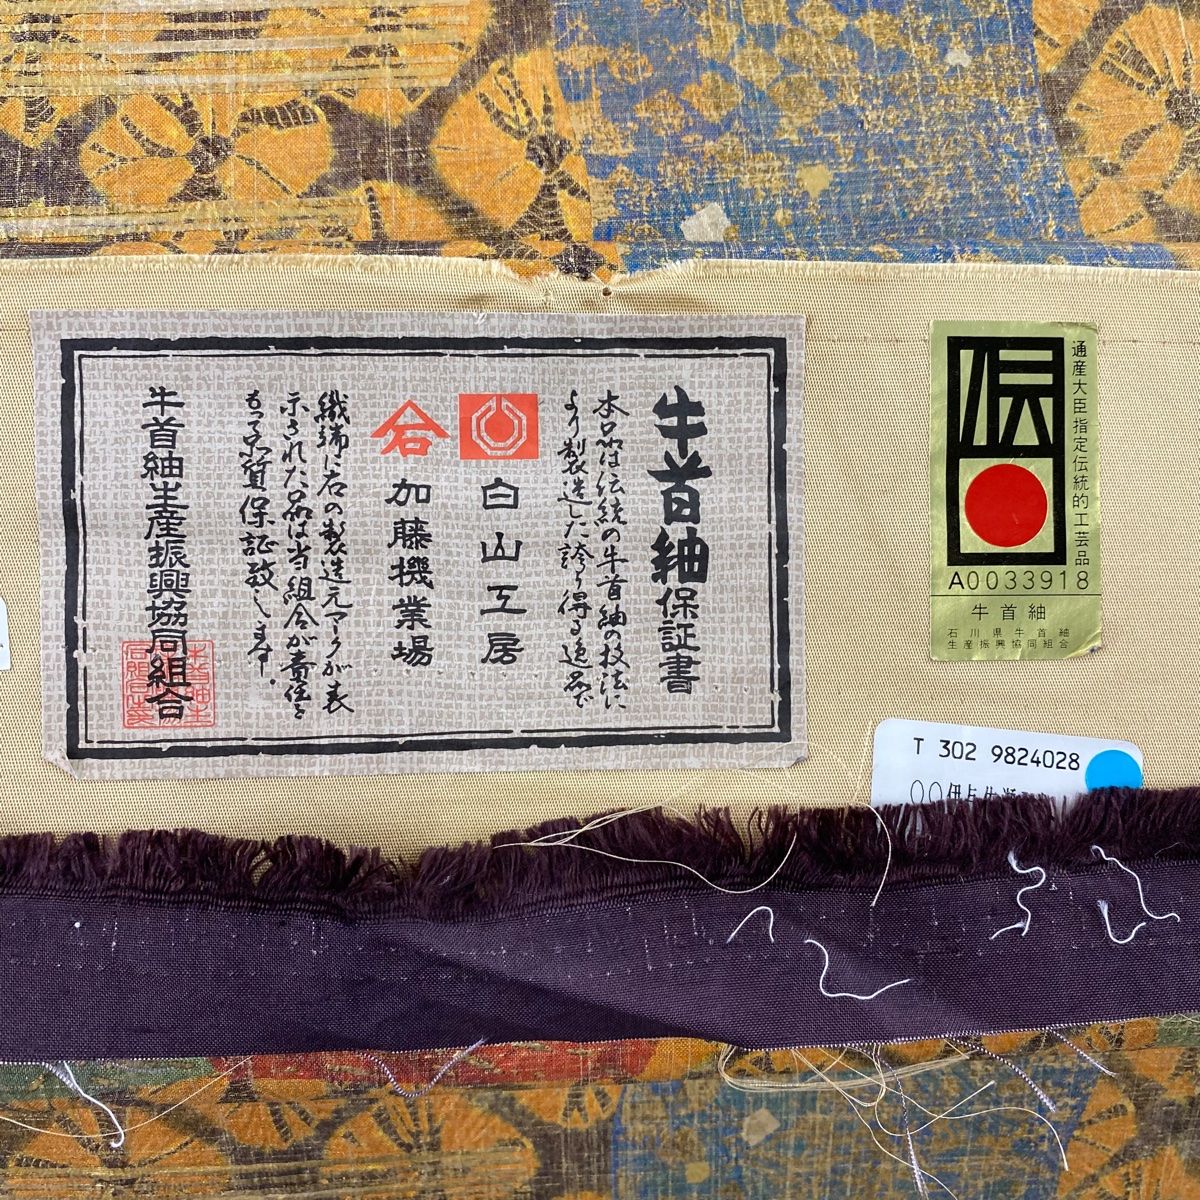 牛首紬保証書
本品は伝統の牛首紬の技法に
より製造した誇り得る逸品で
白山工房
石
加藤機業場
織端に右の製造元マークが表
示された品は当組合が責任を
もって品質保証致します。
牛首紬生産振興協同組合
伝
通産大臣指定伝統的工芸品
A0033918
牛首紬
石川県牛首紬
生産振興協同組合
T 302 9824028